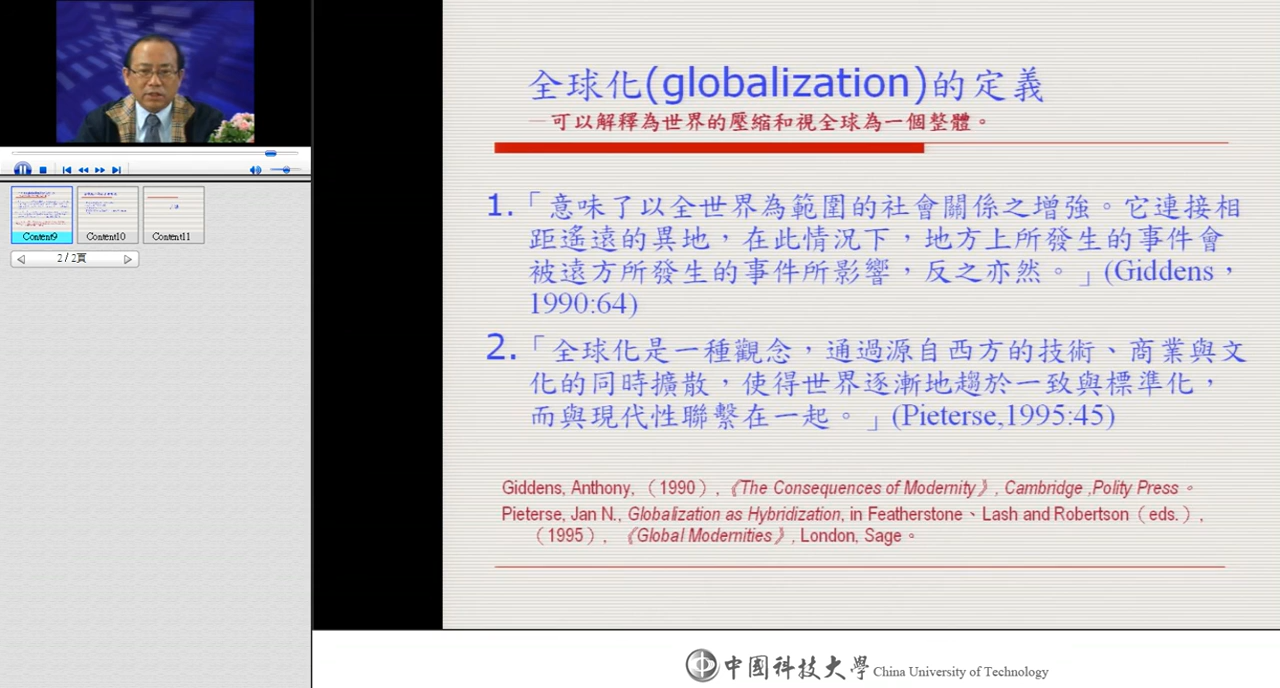 全球化(globalization)的定義
—可以解釋為世界的壓縮和視全球為一個整體。
1.「意味了以全世界為範圍的社會關係之增強。它連接相
距遙遠的異地，在此情況下，地方上所發生的事件會
被遠方所發生的事件所影響，反之亦然。」(Giddens，
1990:64)
2.「全球化是一種觀念，通過源自西方的技術、商業與文
化的同時擴散，使得世界逐漸地趨於一致與標準化，
而與現代性聯繫在一起。」(Pieterse,1995:45)
Giddens, Anthony, （1990）,《The Consequences of Modernity》, Cambridge ,Polity Press。
Pieterse, Jan N., Globalization as Hybridization, in Featherstone、Lash and Robertson（eds.）,
（1995）, 《Global Modernities》, London, Sage。
Content9 Content10 Content11
2 / 2頁
中國科技大學 China University of Technology